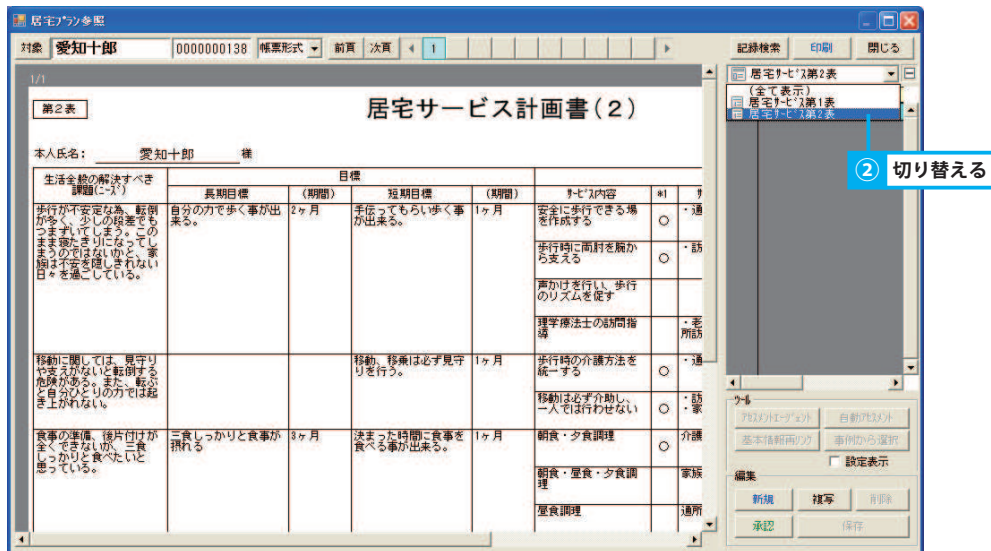 居宅プラン参照
対象 愛知十郎 0000000138 帳票形式 前頁 次頁 1 記録検索 印刷 閉じる
1/1
居宅サービス第2表
(全て表示)
居宅サービス第1表
居宅サービス第2表
② 切り替える
第2表
居宅サービス計画書(2)
本人氏名: 愛知十郎 様
生活全般の解決すべき
課題(ニーズ)
目標
長期目標 (期間) 短期目標 (期間) サービス内容 *1 サ
歩行が不安定な為、転倒
が多く、少しの段差でも
つまずいてしまう。この
まま寝たきりになってし
まうのではないかと、家
族は不安を隠しきれない
日々を過ごしている。
自分の力で歩く事が出
来る。
2ヶ月
手伝ってもらい歩く事
が出来る。
1ヶ月
安全に歩行できる場
を作成する
○
・通
歩行時に両肘を腕か
ら支える
○
・訪
声かけを行い、歩行
のリズムを促す
理学療法士の訪問指
導
・老
所訪
移動に関しては、見守り
や支えがないと転倒する
危険がある。また、転ぶ
と自分ひとりの力では起
き上がれない。
移動、移乗は必ず見守
りを行う。
1ヶ月
歩行時の介護方法を
統一する
○
・通
移動は必ず介助し、
一人では行わせない
○
・訪
・家
食事の準備、後片付けが
全くできないが、三食
しっかりと食べたいと
思っている。
三食しっかりと食事が
摂れる
3ヶ月
決まった時間に食事を
食べる事が出来る。
1ヶ月
朝食・夕食調理
○
介護
朝食・昼食・夕食調
理
家族
昼食調理
通所
ツール
アセスメントエージェント 自動アセスメント
基本情報再リンク 事例から選択
設定表示
編集
新規 複写 削除
承認 保存